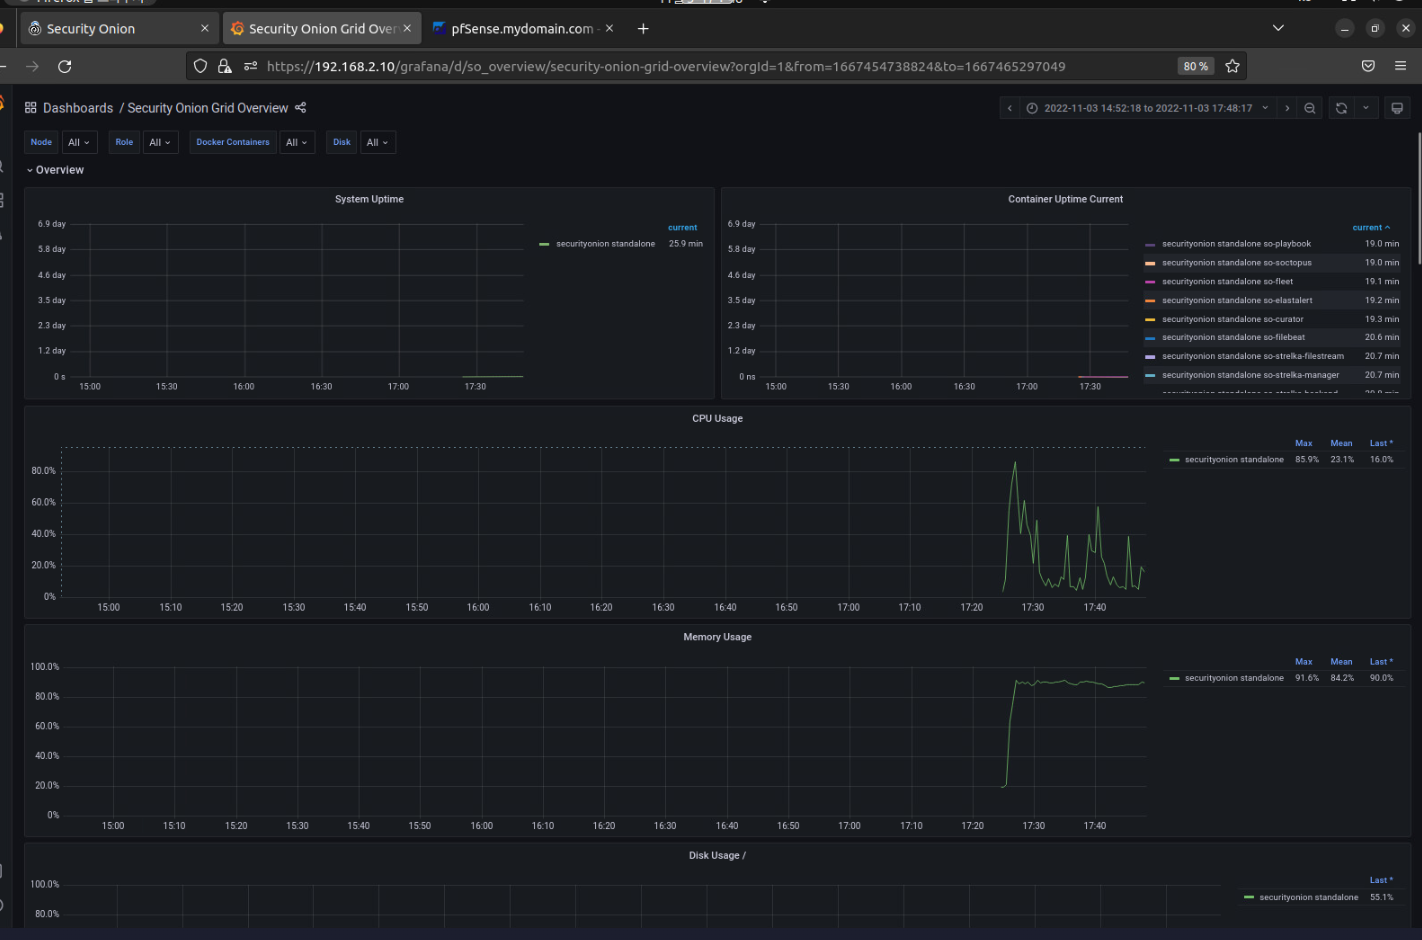 Security Onion
Security Onion Grid Over
pfSense.mydomain.com -
https://192.168.2.10/grafana/d/so_overview/security-onion-grid-overview?orgId=1&from=1667454738824&to=1667465297049
80 %
Dashboards / Security Onion Grid Overview
2022-11-03 14:52:18 to 2022-11-03 17:48:17
Node All Role All Docker Containers All Disk All
Overview
System Uptime
6.9 day
5.8 day
4.6 day
3.5 day
2.3 day
1.2 day
0 s
15:00 15:30 16:00 16:30 17:00 17:30
current
securityonion standalone 25.9 min
Container Uptime Current
6.9 day
5.8 day
4.6 day
3.5 day
2.3 day
1.2 day
0 ns
15:00 15:30 16:00 16:30 17:00 17:30
current
securityonion standalone so-playbook 19.0 min
securityonion standalone so-soctopus 19.0 min
securityonion standalone so-fleet 19.1 min
securityonion standalone so-elastalert 19.2 min
securityonion standalone so-curator 19.3 min
securityonion standalone so-filebeat 20.6 min
securityonion standalone so-strelka-filestream 20.7 min
securityonion standalone so-strelka-manager 20.7 min
CPU Usage
80.0%
60.0%
40.0%
20.0%
0%
15:00 15:10 15:20 15:30 15:40 15:50 16:00 16:10 16:20 16:30 16:40 16:50 17:00 17:10 17:20 17:30 17:40
Max Mean Last *
securityonion standalone 85.9% 23.1% 16.0%
Memory Usage
100.0%
80.0%
60.0%
40.0%
20.0%
0%
15:00 15:10 15:20 15:30 15:40 15:50 16:00 16:10 16:20 16:30 16:40 16:50 17:00 17:10 17:20 17:30 17:40
Max Mean Last *
securityonion standalone 91.6% 84.2% 90.0%
Disk Usage /
100.0%
80.0%
Last *
securityonion standalone 55.1%